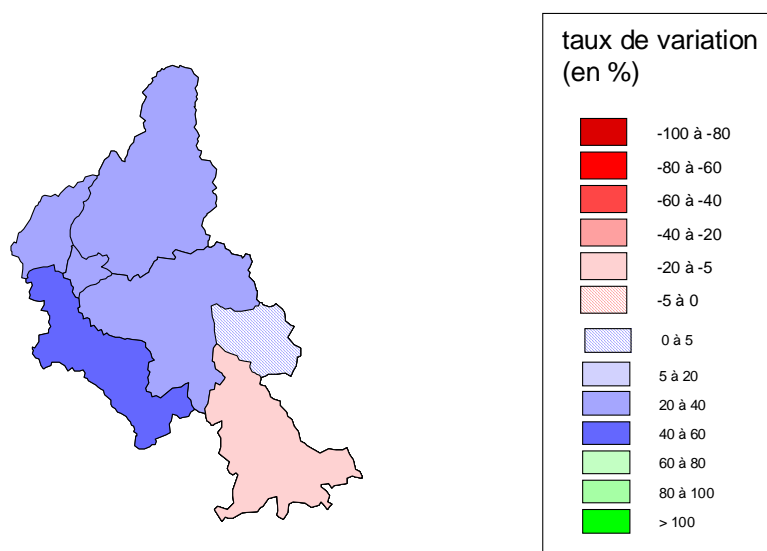 taux de variation
(en %)
-100 à -80
-80 à -60
-60 à -40
-40 à -20
-20 à -5
-5 à 0
0 à 5
5 à 20
20 à 40
40 à 60
60 à 80
80 à 100
> 100